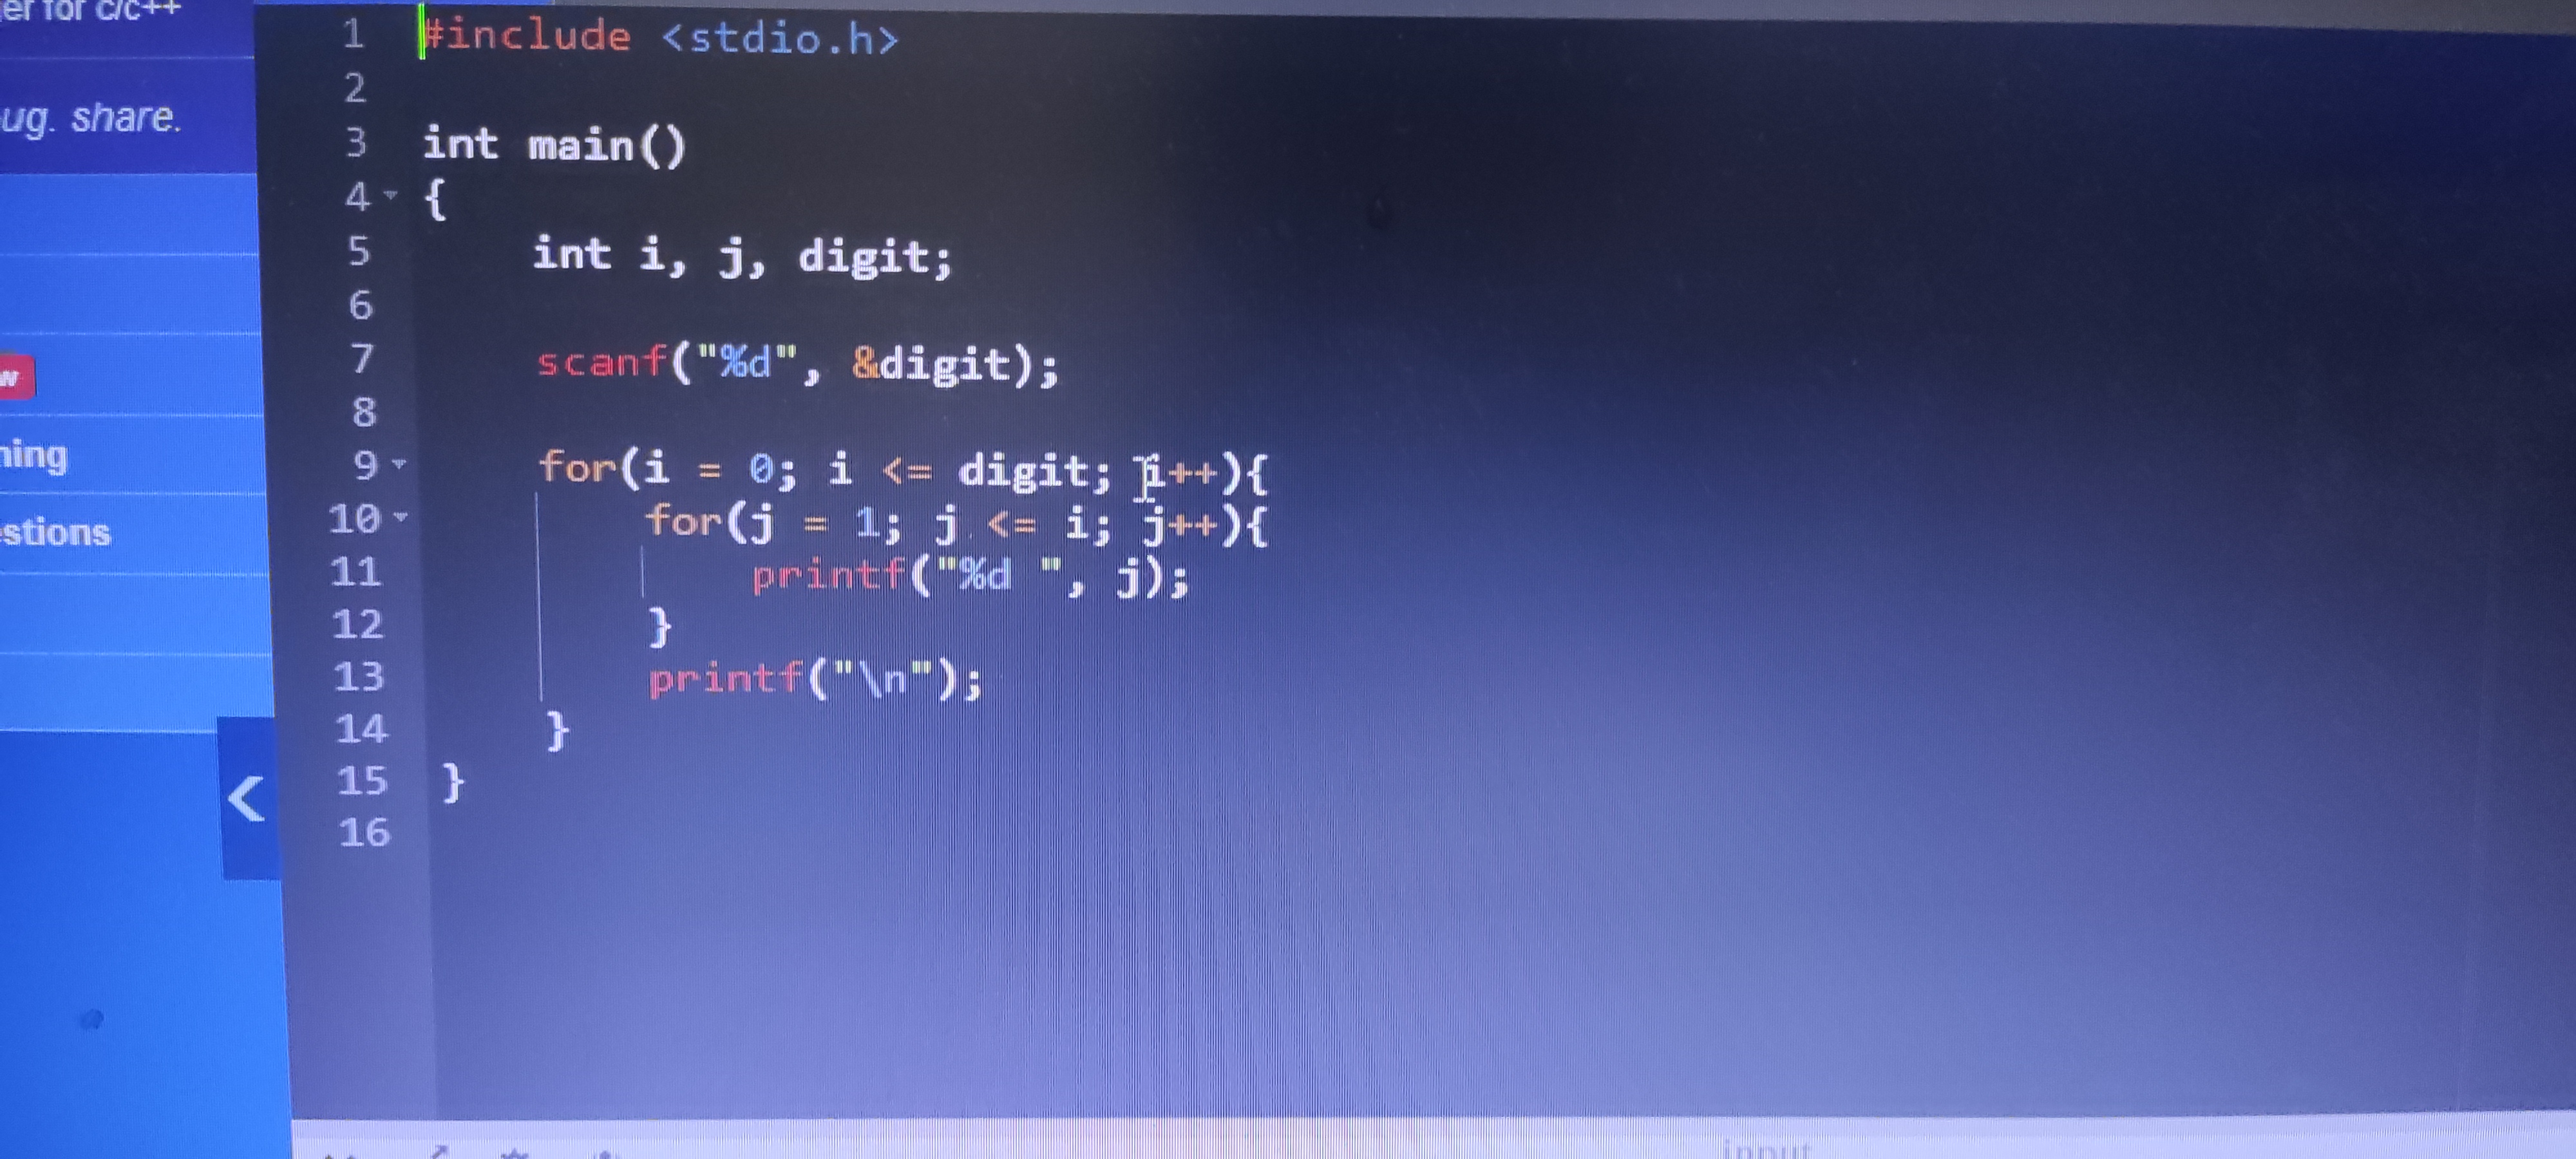 er for c/c++
ug. share.
ning
stions
1 #include <stdio.h>
2
3 int main()
4 {
5 int i, j, digit;
6
7 scanf("%d", &digit);
8
9 for(i = 0; i <= digit; i++){
10 for(j = 1; j <= i; j++){
11 printf("%d ", j);
12 }
13 printf("\n");
14 }
15 }
16
input